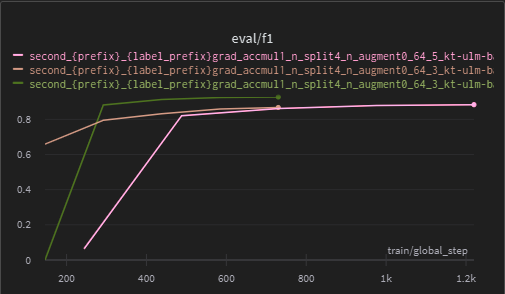 eval/f1
second_{prefix}_{label_prefix}grad_accmul1_n_split4_n_augment0_64_5_kt-ulm-ba
second_{prefix}_{label_prefix}grad_accmul1_n_split4_n_augment0_64_3_kt-ulm-ba
second_{prefix}_{label_prefix}grad_accmul1_n_split4_n_augment0_64_3_kt-ulm-ba
0.8
0.6
0.4
0.2
0
train/global_step
200 400 600 800 1k 1.2k